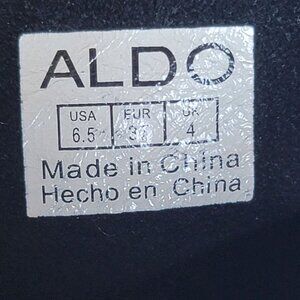 ALDO
USA EUR UK
6.5 37 4
Made in China
Hecho en China